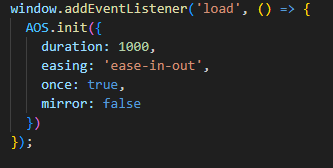 window.addEventListener('load', () => {
  AOS.init({
    duration: 1000,
    easing: 'ease-in-out',
    once: true,
    mirror: false
  })
});